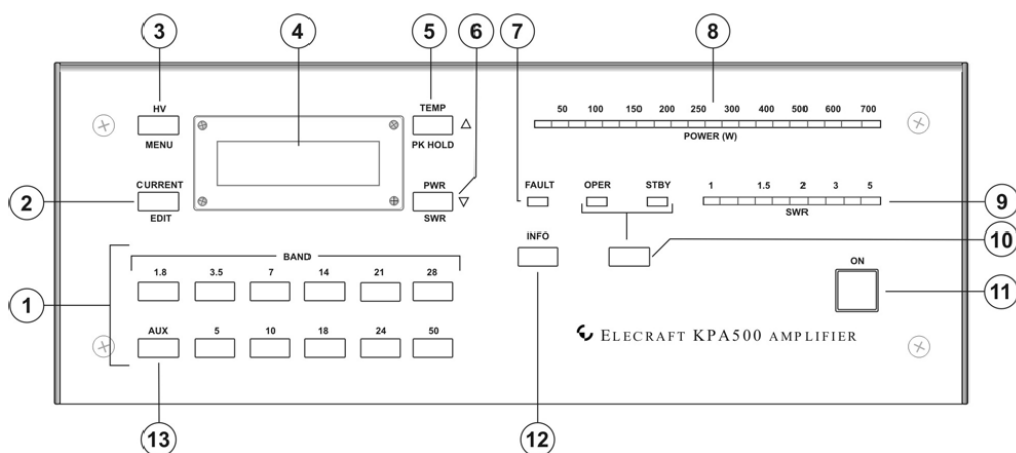 3 4 5 6 7 8
HV
MENU
TEMP
PK HOLD
50 100 150 200 250 300 400 500 600 700
POWER (W)
2
CURRENT
EDIT
PWR
SWR
FAULT OPER STBY
1 1.5 2 3 5
SWR
9
10
INFO
ON
11
1
BAND
1.8 3.5 7 14 21 28
AUX 5 10 18 24 50
ELECRAFT KPA500 AMPLIFIER
13
12